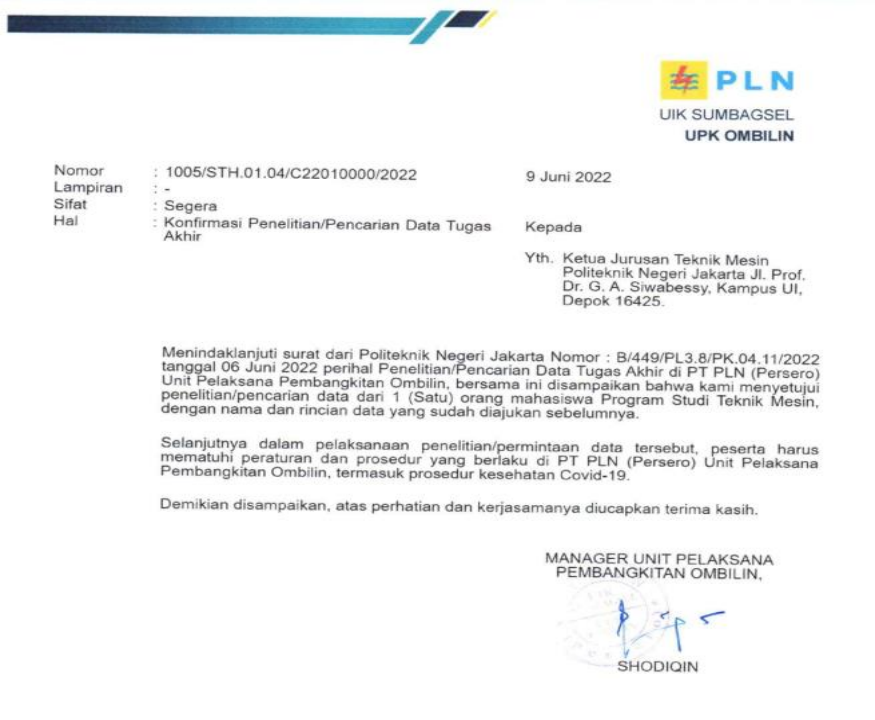 PLN
UIK SUMBAGSEL
UPK OMBILIN
Nomor : 1005/STH.01.04/C22010000/2022
9 Juni 2022
Lampiran : -
Sifat : Segera
Hal : Konfirmasi Penelitian/Pencarian Data Tugas
Akhir
Kepada
Yth. Ketua Jurusan Teknik Mesin
Politeknik Negeri Jakarta Jl. Prof.
Dr. G. A. Siwabessy, Kampus UI,
Depok 16425.
Menindaklanjuti surat dari Politeknik Negeri Jakarta Nomor : B/449/PL3.8/PK.04.11/2022
tanggal 06 Juni 2022 perihal Penelitian/Pencarian Data Tugas Akhir di PT PLN (Persero)
Unit Pelaksana Pembangkitan Ombilin, bersama ini disampaikan bahwa kami menyetujui
penelitian/pencarian data dari 1 (Satu) orang mahasiswa Program Studi Teknik Mesin,
dengan nama dan rincian data yang sudah diajukan sebelumnya.
Selanjutnya dalam pelaksanaan penelitian/permintaan data tersebut, peserta harus
mematuhi peraturan dan prosedur yang berlaku di PT PLN (Persero) Unit Pelaksana
Pembangkitan Ombilin, termasuk prosedur kesehatan Covid-19.
Demikian disampaikan, atas perhatian dan kerjasamanya diucapkan terima kasih.
MANAGER UNIT PELAKSANA
PEMBANGKITAN OMBILIN,
SHODIQIN